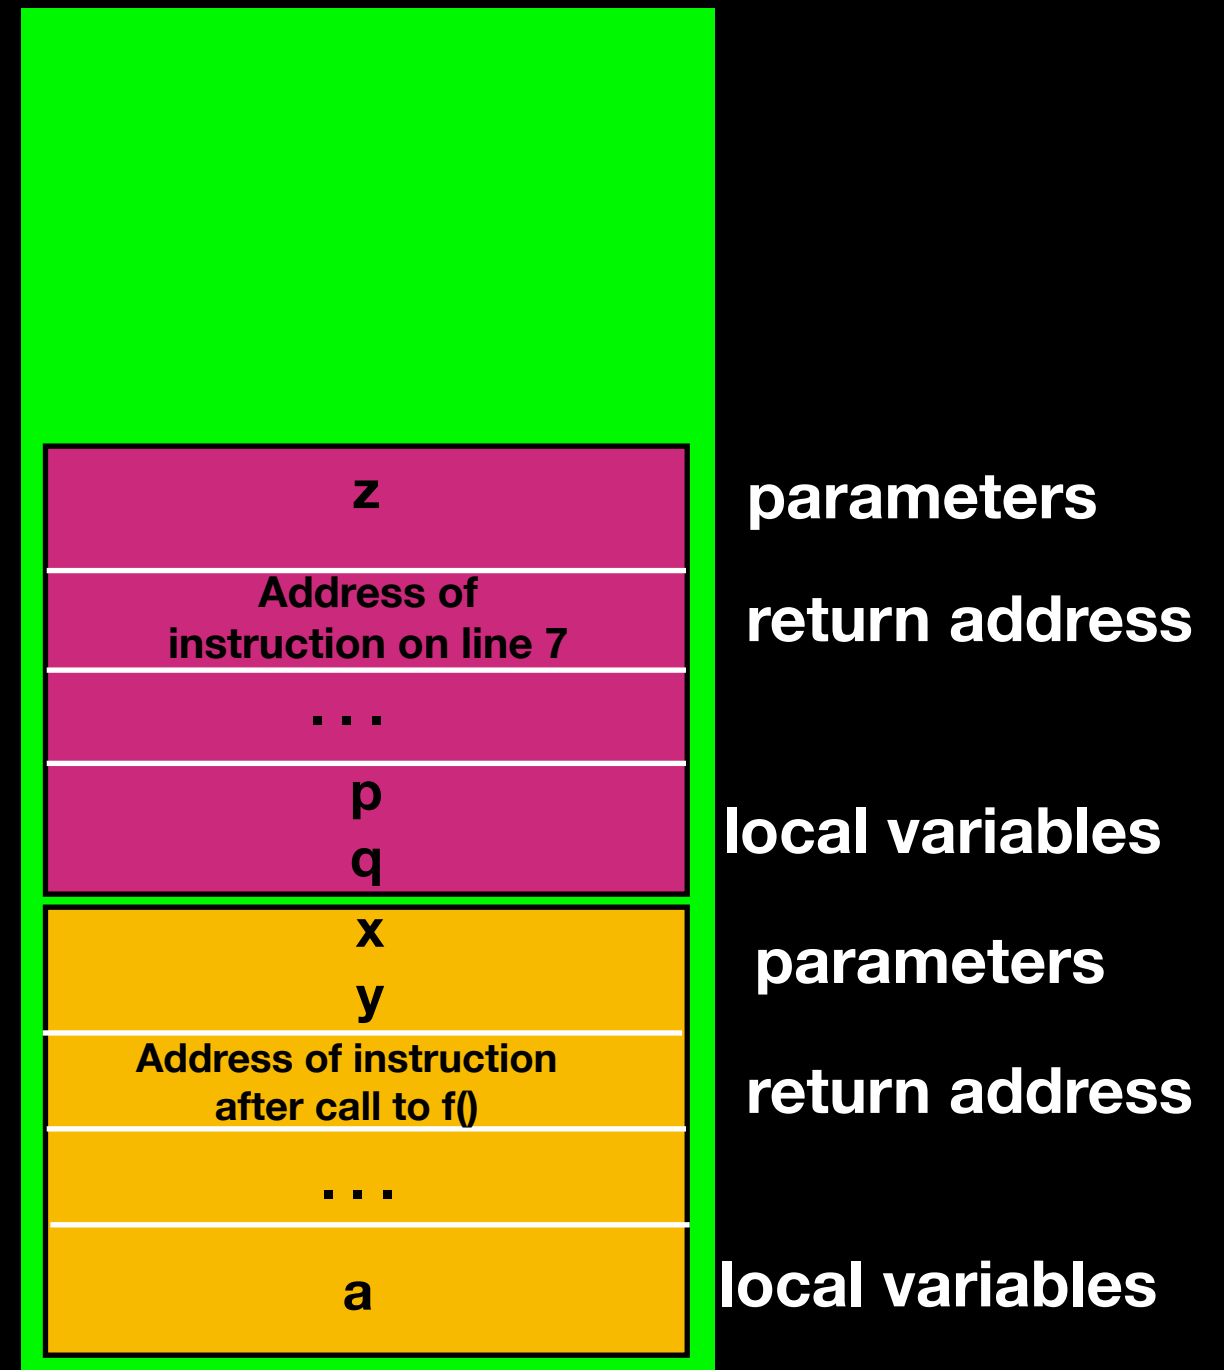 z
parameters
Address of
instruction on line 7
return address
. . .
p
q
local variables
x
y
parameters
Address of instruction
after call to f()
return address
. . .
a
local variables